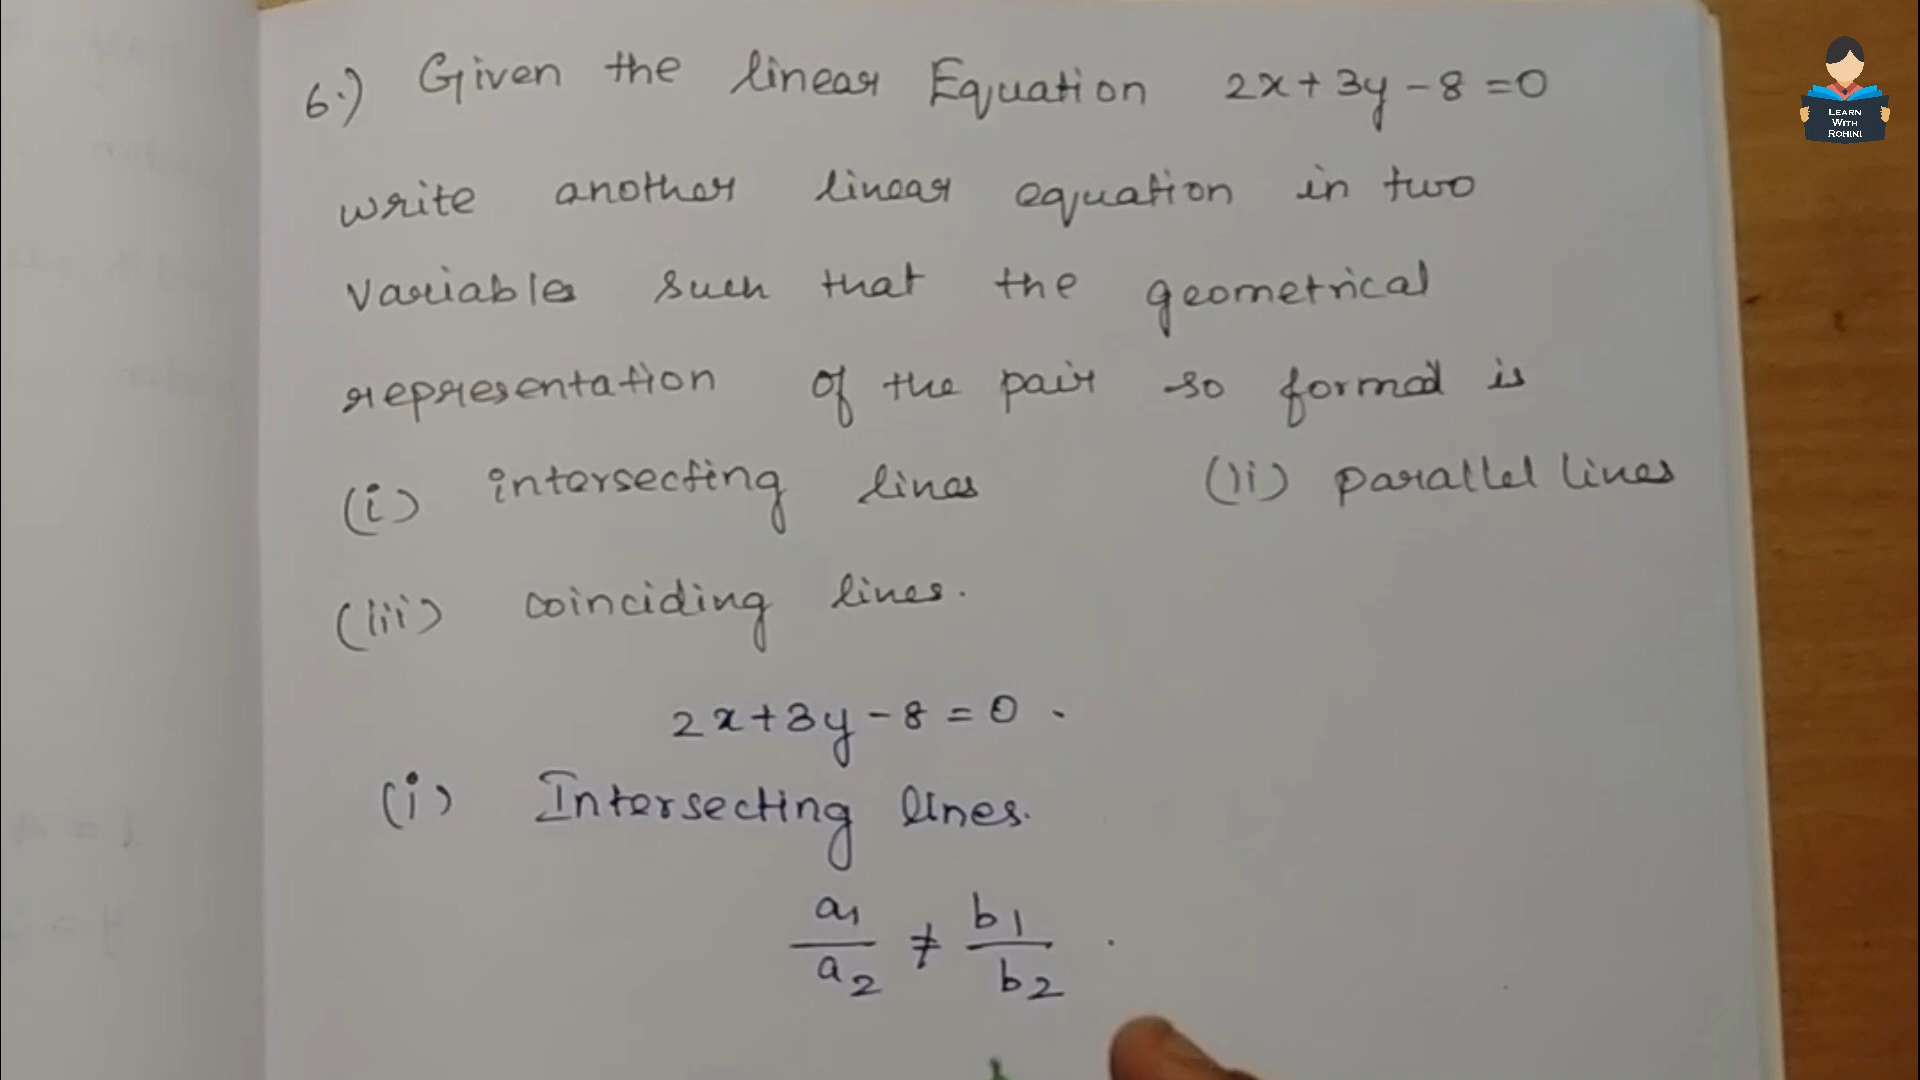 6.) Given the linear Equation 2x+3y-8=0
write another linear equation in two
variables such that the geometrical
representation of the pair so formed is
(i) intersecting lines (ii) parallel lines
(iii) coinciding lines.
2x+3y-8=0.
(i) Intersecting lines.
a1/a2 ≠ b1/b2.
LEARN
WITH
ROHINI